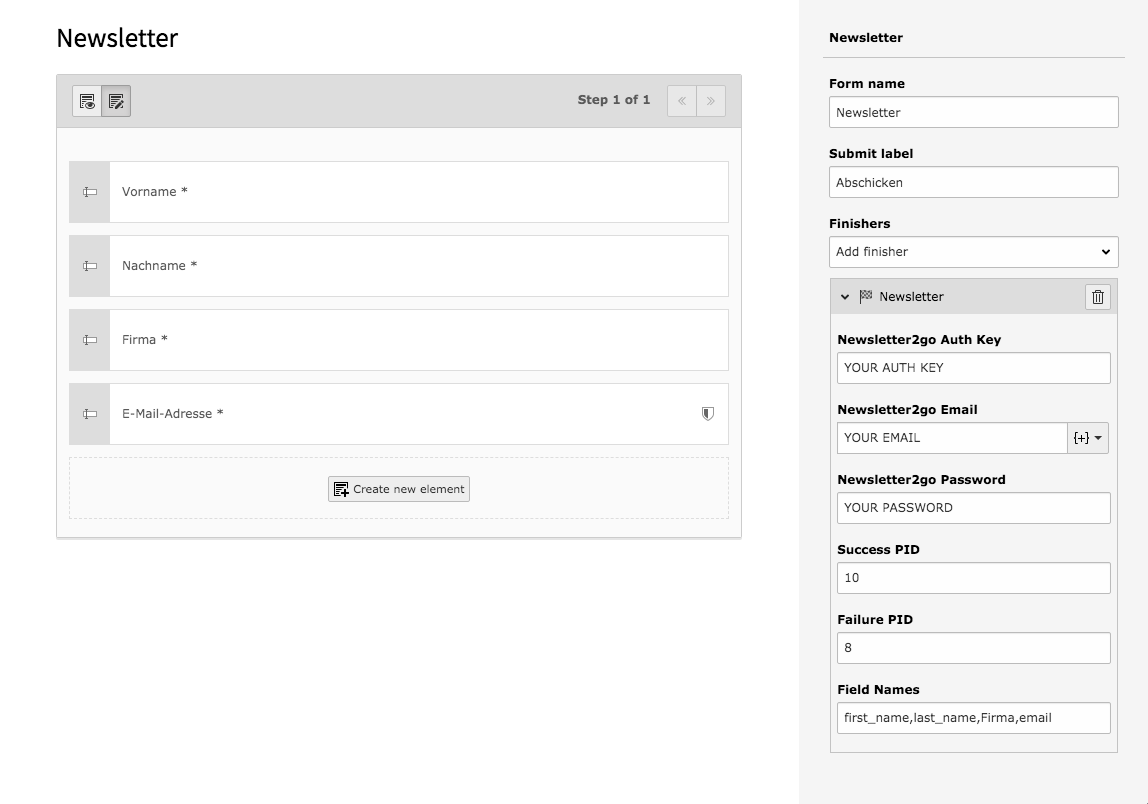 Newsletter
Step 1 of 1
Vorname *
Nachname *
Firma *
E-Mail-Adresse *
Create new element
Newsletter
Form name
Newsletter
Submit label
Abschicken
Finishers
Add finisher
Newsletter
Newsletter2go Auth Key
YOUR AUTH KEY
Newsletter2go Email
YOUR EMAIL
{+}
Newsletter2go Password
YOUR PASSWORD
Success PID
10
Failure PID
8
Field Names
first_name,last_name,Firma,email